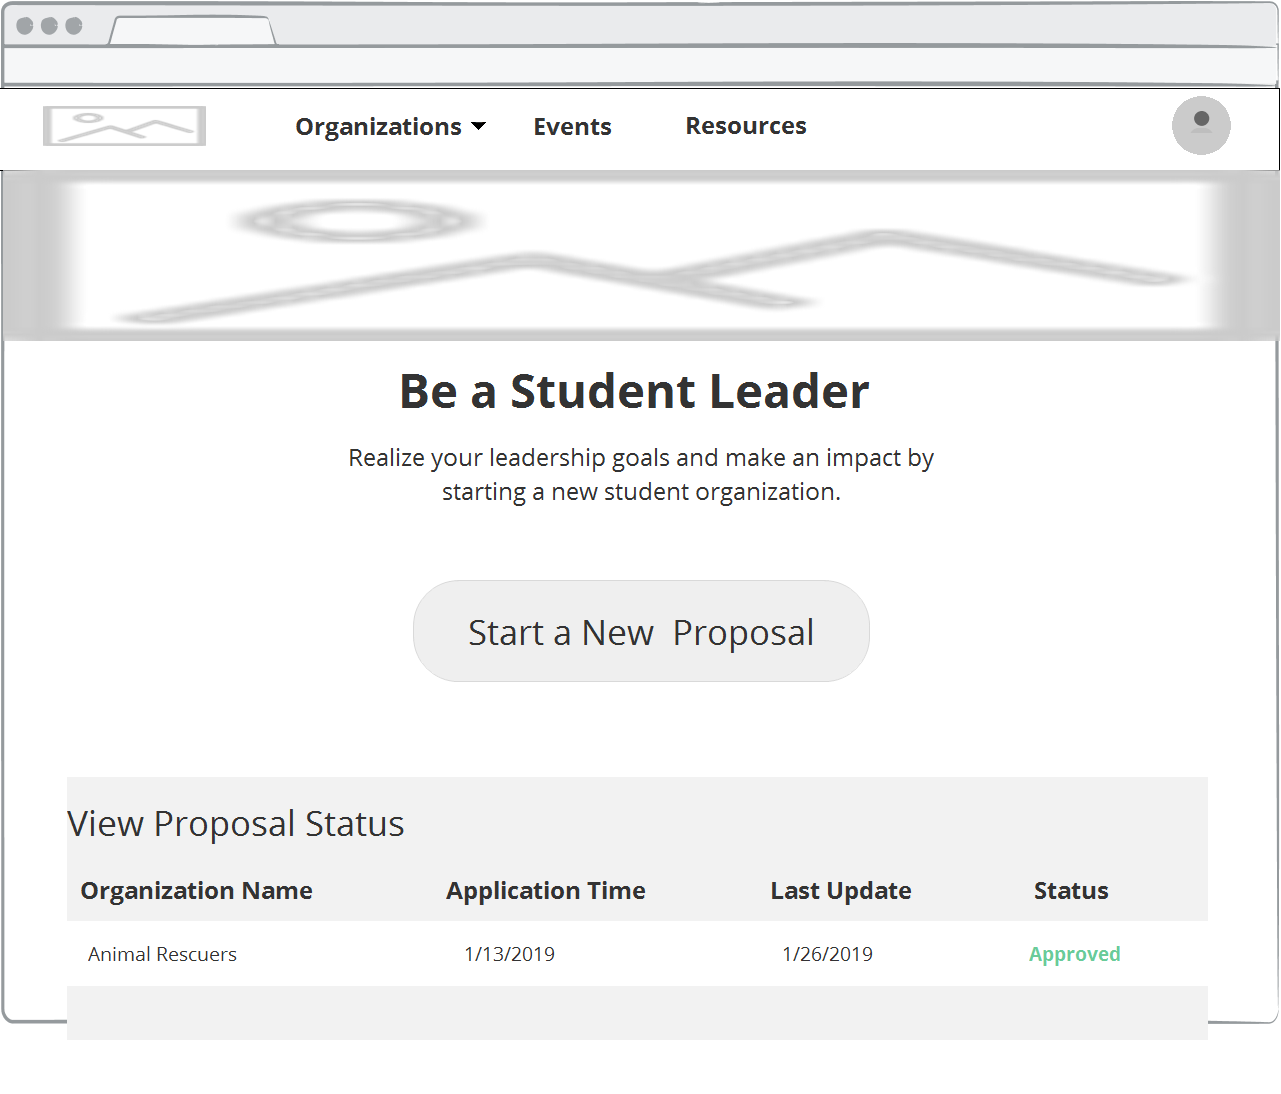 Organizations Events Resources
Be a Student Leader
Realize your leadership goals and make an impact by
starting a new student organization.
Start a New  Proposal
View Proposal Status
Organization Name Application Time Last Update Status
Animal Rescuers 1/13/2019 1/26/2019 Approved